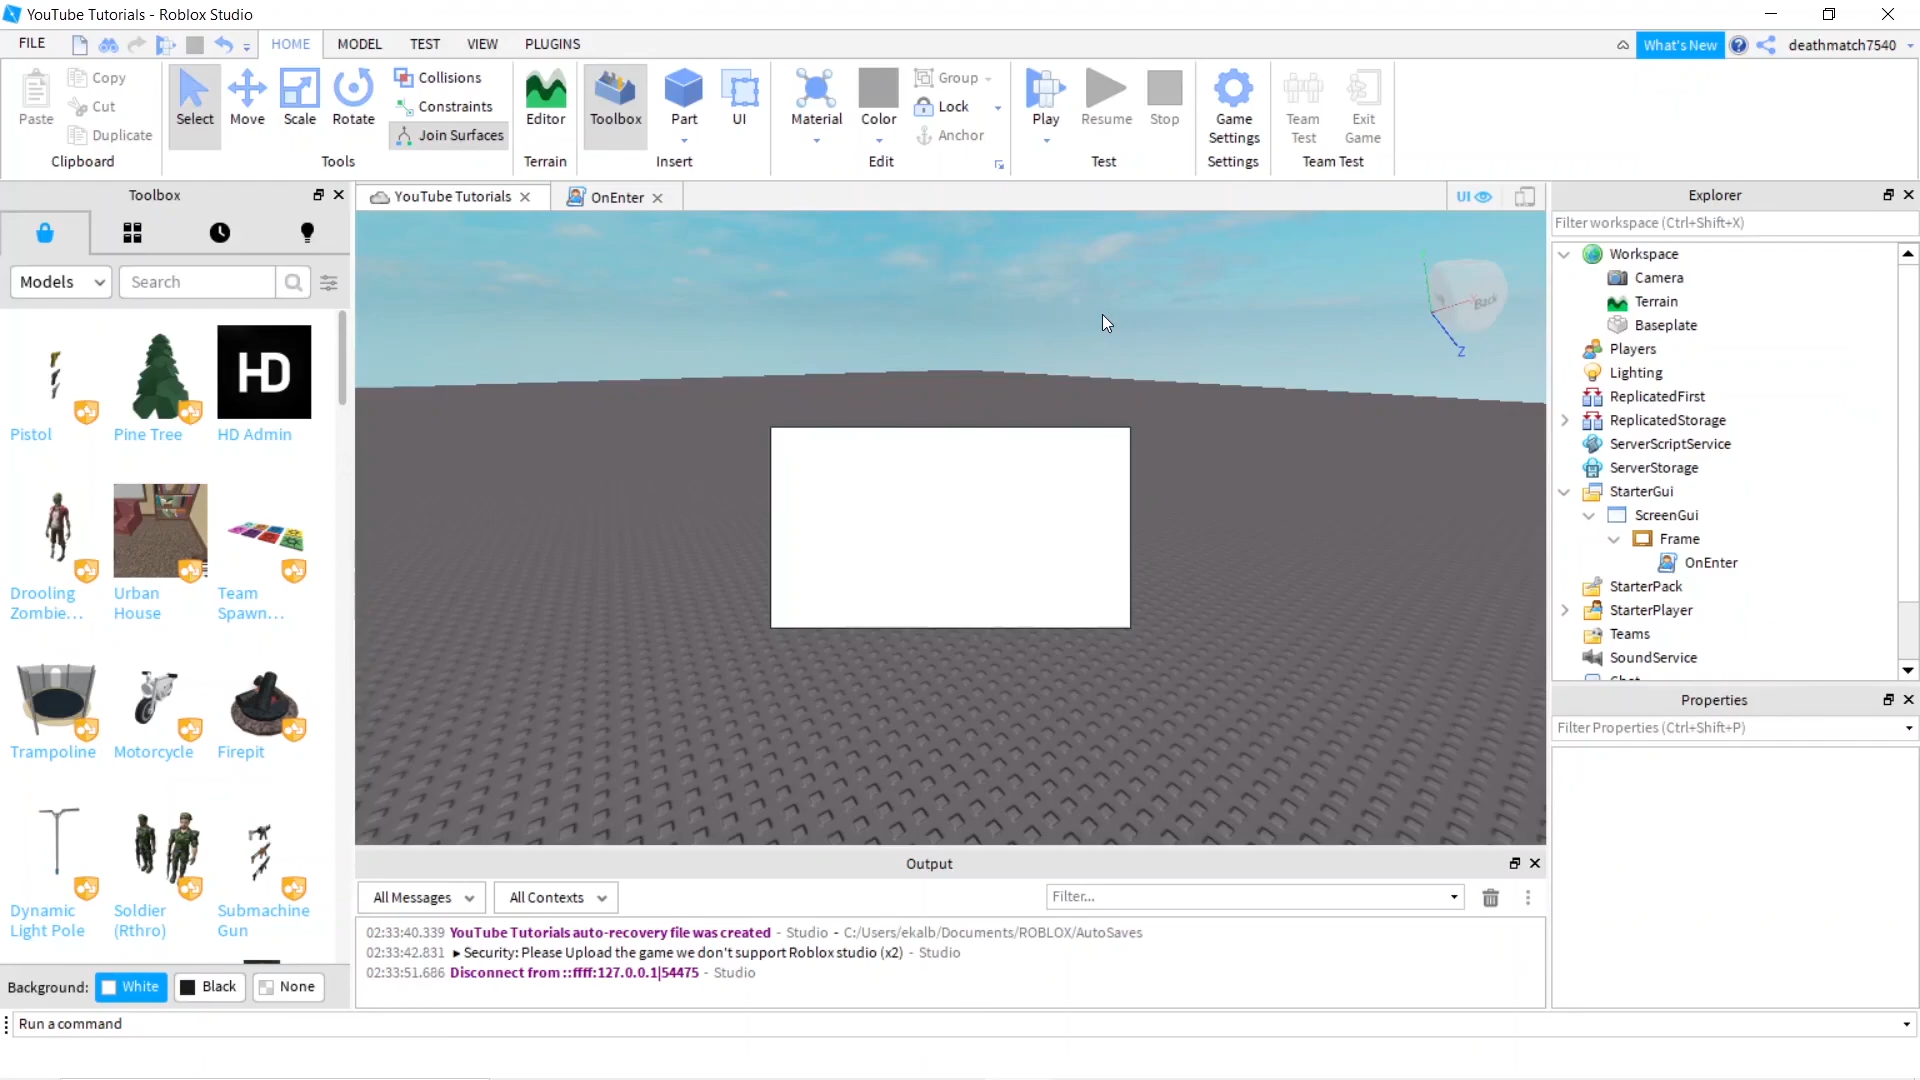 YouTube Tutorials - Roblox Studio
FILE
HOME
MODEL
TEST
VIEW
PLUGINS
What's New
deathmatch7540
Paste
Copy
Cut
Duplicate
Clipboard
Select
Move
Scale
Rotate
Collisions
Constraints
Join Surfaces
Tools
Editor
Terrain
Toolbox
Part
UI
Insert
Material
Color
Group
Lock
Anchor
Edit
Play
Resume
Stop
Test
Game
Settings
Settings
Team
Test
Exit
Game
Team Test
Toolbox
Models
Search
Pistol
Pine Tree
HD
HD Admin
Drooling
Zombie...
Urban
House
Team
Spawn...
Trampoline
Motorcycle
Firepit
Dynamic
Light Pole
Soldier
(Rthro)
Submachine
Gun
Background:
White
Black
None
YouTube Tutorials
OnEnter
UI
Back
Z
Output
All Messages
All Contexts
Filter...
02:33:40.339 YouTube Tutorials auto-recovery file was created - Studio - C:/Users/ekalb/Documents/ROBLOX/AutoSaves
02:33:42.831 Security: Please Upload the game we don't support Roblox studio (x2) - Studio
02:33:51.686 Disconnect from ::ffff:127.0.0.1|54475 - Studio
Explorer
Filter workspace (Ctrl+Shift+X)
Workspace
Camera
Terrain
Baseplate
Players
Lighting
ReplicatedFirst
ReplicatedStorage
ServerScriptService
ServerStorage
StarterGui
ScreenGui
Frame
OnEnter
StarterPack
StarterPlayer
Teams
SoundService
Properties
Filter Properties (Ctrl+Shift+P)
Run a command